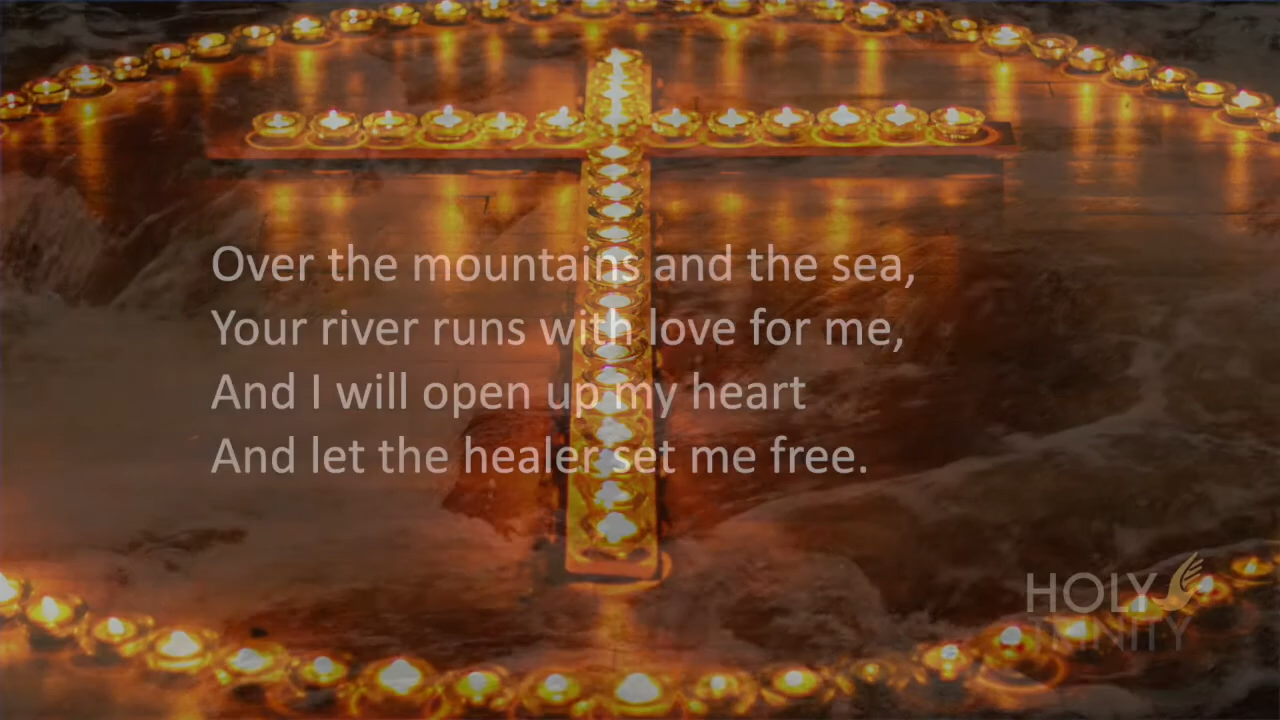 Over the mountains and the sea,
Your river runs with love for me,
And I will open up my heart
And let the healer set me free.
HOLY
TRINITY